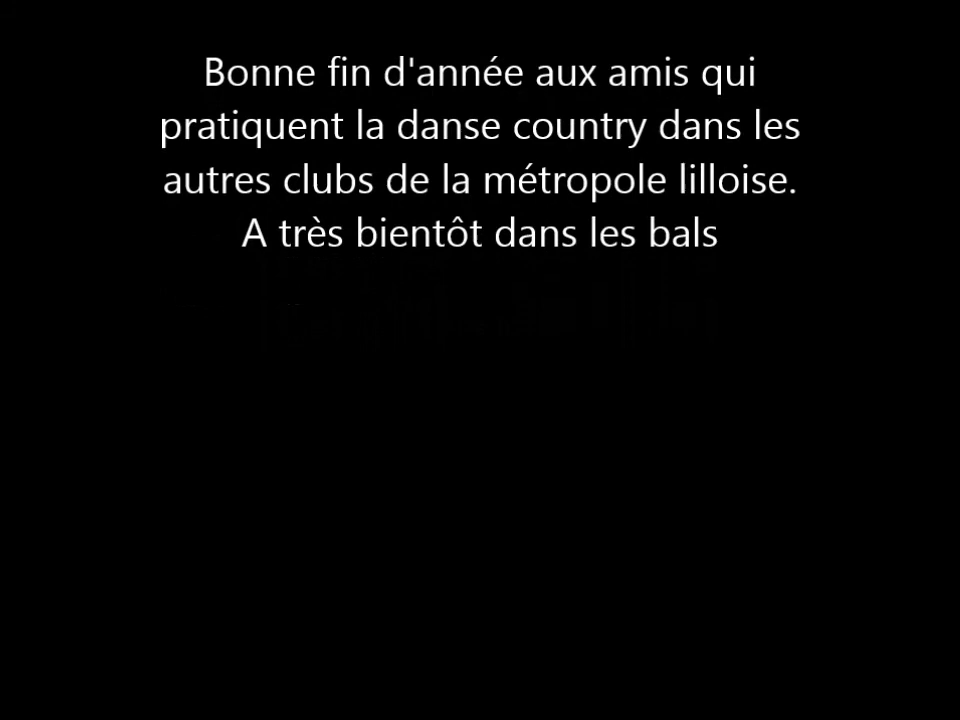 Bonne fin d'année aux amis qui
pratiquent la danse country dans les
autres clubs de la métropole lilloise.
A très bientôt dans les bals